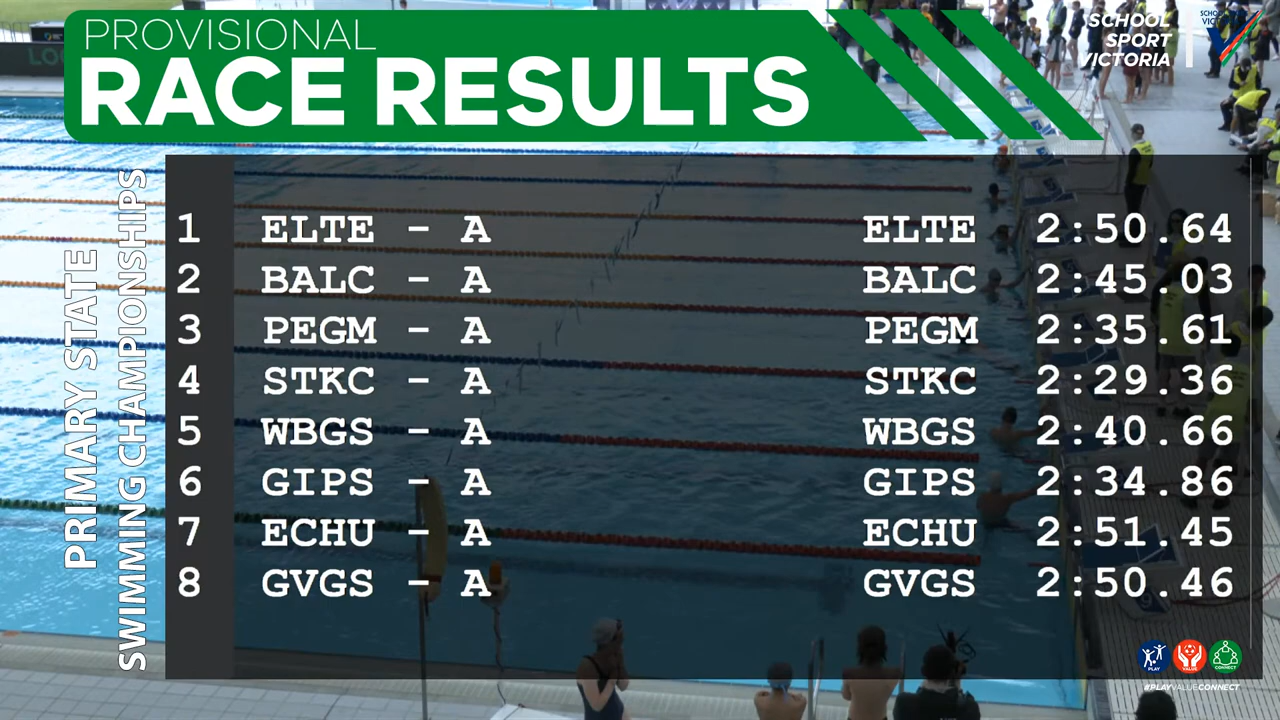 PROVISIONAL
RACE RESULTS
SCHOOL
SPORT
VICTORIA
PRIMARY STATE
SWIMMING CHAMPIONSHIPS
1 ELTE - A ELTE 2:50.64
2 BALC - A BALC 2:45.03
3 PEGM - A PEGM 2:35.61
4 STKC - A STKC 2:29.36
5 WBGS - A WBGS 2:40.66
6 GIPS - A GIPS 2:34.86
7 ECHU - A ECHU 2:51.45
8 GVGS - A GVGS 2:50.46
PLAY VALUE CONNECT
#PLAYVALUECONNECT